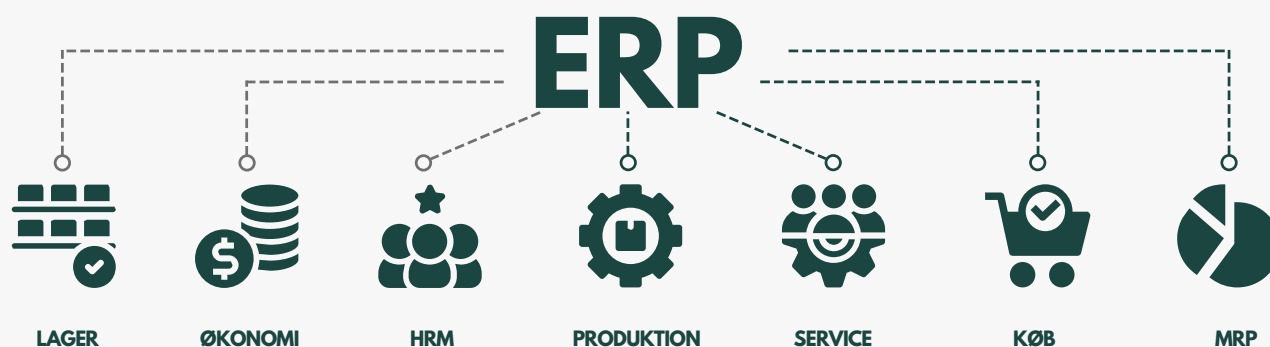 ERP
LAGER
ØKONOMI
HRM
PRODUKTION
SERVICE
KØB
MRP
$